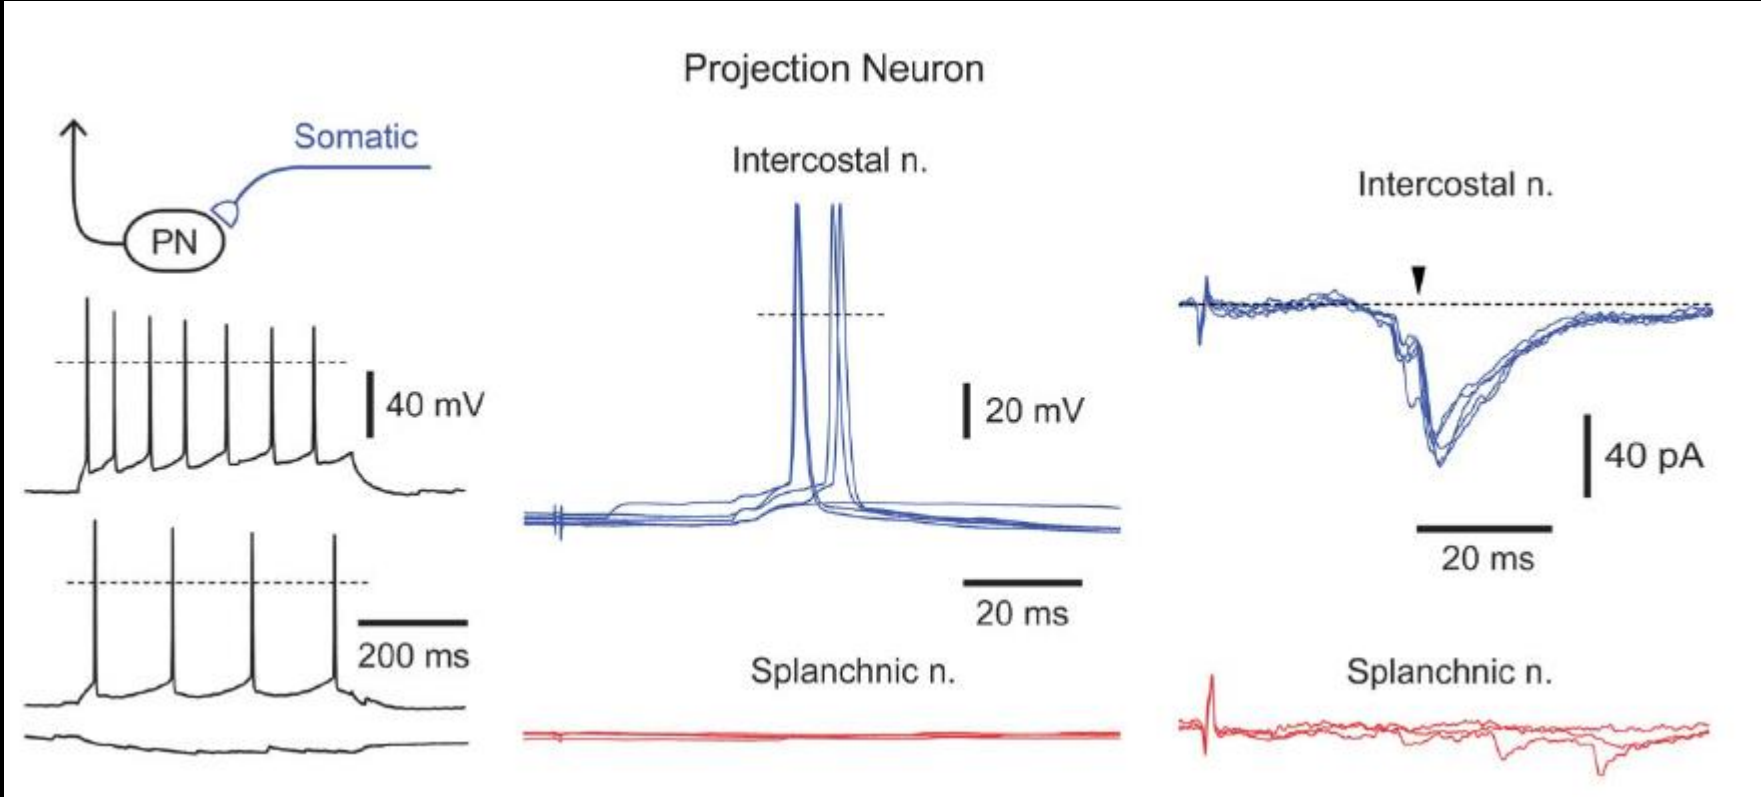 Projection Neuron
Somatic
PN
40 mV
200 ms
Intercostal n.
20 mV
20 ms
Splanchnic n.
Intercostal n.
40 pA
20 ms
Splanchnic n.